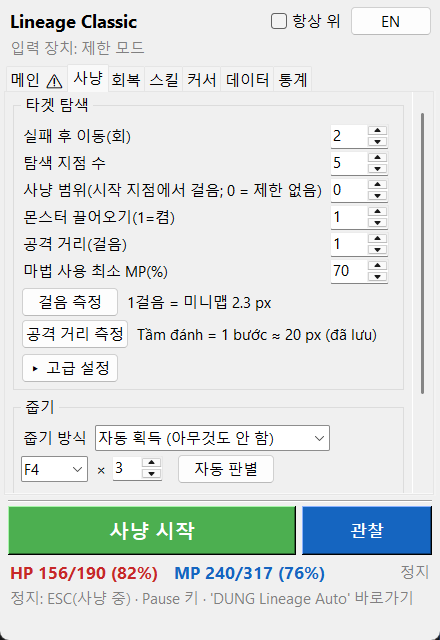 Lineage Classic
항상 위
EN
입력 장치: 제한 모드
메인 ⚠ 사냥 회복 스킬 커서 데이터 통계
타겟 탐색
실패 후 이동(회) 2
탐색 지점 수 5
사냥 범위(시작 지점에서 걸음; 0 = 제한 없음) 0
몬스터 끌어오기(1=켬) 1
공격 거리(걸음) 1
마법 사용 최소 MP(%) 70
걸음 측정 1걸음 = 미니맵 2.3 px
공격 거리 측정 Tầm đánh = 1 bước ≈ 20 px (đã lưu)
▸ 고급 설정
줍기
줍기 방식 자동 획득 (아무것도 안 함)
F4 × 3 자동 판별
사냥 시작 관찰
HP 156/190 (82%) MP 240/317 (76%) 정지
정지: ESC(사냥 중) · Pause 키 · 'DUNG Lineage Auto' 바로가기